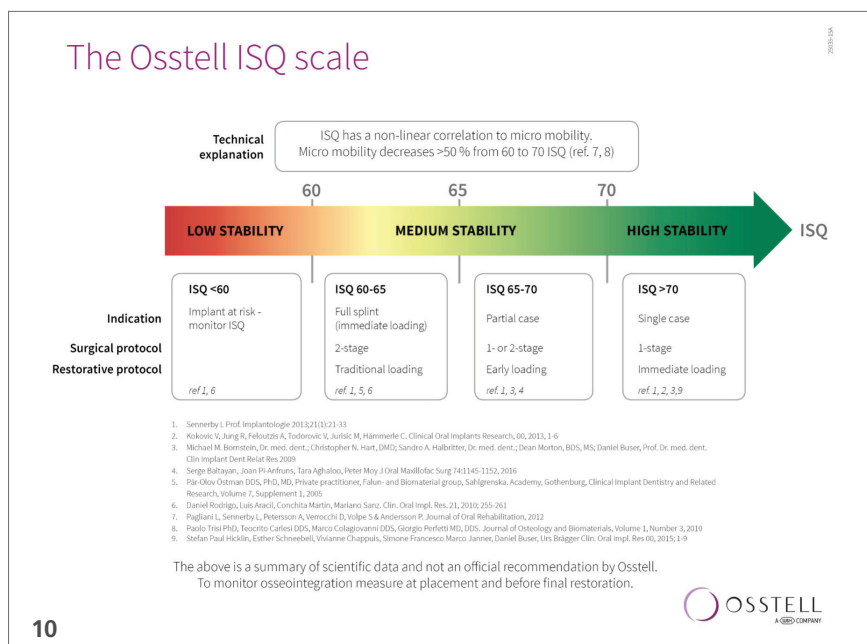 The Osstell ISQ scale
25035-15A
Technical
explanation
ISQ has a non-linear correlation to micro mobility.
Micro mobility decreases >50 % from 60 to 70 ISQ (ref. 7, 8)
60
65
70
LOW STABILITY
MEDIUM STABILITY
HIGH STABILITY
ISQ
ISQ <60
ISQ 60-65
ISQ 65-70
ISQ >70
Indication
Implant at risk -
monitor ISQ
Full splint
(immediate loading)
Partial case
Single case
Surgical protocol
2-stage
1- or 2-stage
1-stage
Restorative protocol
Traditional loading
Early loading
Immediate loading
ref 1, 6
ref. 1, 5, 6
ref. 1, 3, 4
ref. 1, 2, 3,9
1. Sennerby L Prof. Implantologie 2013;21(1):21-33
2. Kokovic V, Jung R, Feloutzis A, Todorovic V, Jurisic M, Hämmerle C. Clinical Oral Implants Research, 00, 2013, 1-6
3. Michael M. Bornstein, Dr. med. dent.; Christopher N. Hart, DMD; Sandro A. Halbritter, Dr. med. dent.; Dean Morton, BDS, MS; Daniel Buser, Prof. Dr. med. dent.
Clin Implant Dent Relat Res 2009
4. Serge Baltayan, Joan Pi-Anfruns, Tara Aghaloo, Peter Moy J Oral Maxillofac Surg 74:1145-1152, 2016
5. Pär-Olov Östman DDS, PhD, MD, Private practitioner, Falun- and Biomaterial group, Sahlgrenska. Academy, Gothenburg, Clinical Implant Dentistry and Related
Research, Volume 7, Supplement 1, 2005
6. Daniel Rodrigo, Luis Aracil, Conchita Martin, Mariano Sanz. Clin. Oral Impl. Res. 21, 2010; 255-261
7. Pagliani L, Sennerby L, Petersson A, Verrocchi D, Volpe S & Andersson P. Journal of Oral Rehabilitation, 2012
8. Paolo Trisi PhD, Teocrito Carlesi DDS, Marco Colagiovanni DDS, Giorgio Perfetti MD, DDS. Journal of Osteology and Biomaterials, Volume 1, Number 3, 2010
9. Stefan Paul Hicklin, Esther Schneebeli, Vivianne Chappuis, Simone Francesco Marco Janner, Daniel Buser, Urs Brägger Clin. Oral Impl. Res 00, 2015; 1-9
The above is a summary of scientific data and not an official recommendation by Osstell.
To monitor osseointegration measure at placement and before final restoration.
OSSTELL
A W&H COMPANY
10